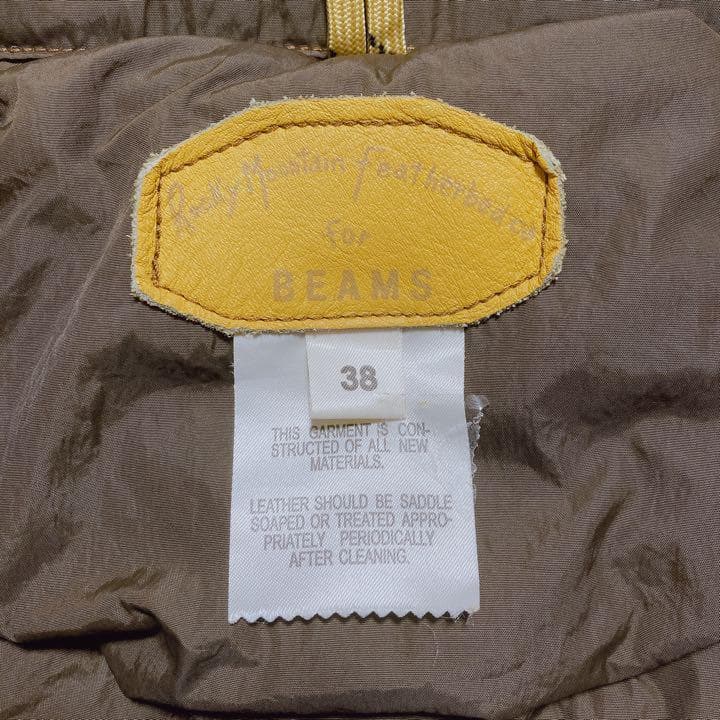 Rocky Mountain Featherbed co
For
BEAMS
38
THIS GARMENT IS CON-
STRUCTED OF ALL NEW
MATERIALS.
LEATHER SHOULD BE SADDLE
SOAPED OR TREATED APPRO-
PRIATELY PERIODICALLY
AFTER CLEANING.